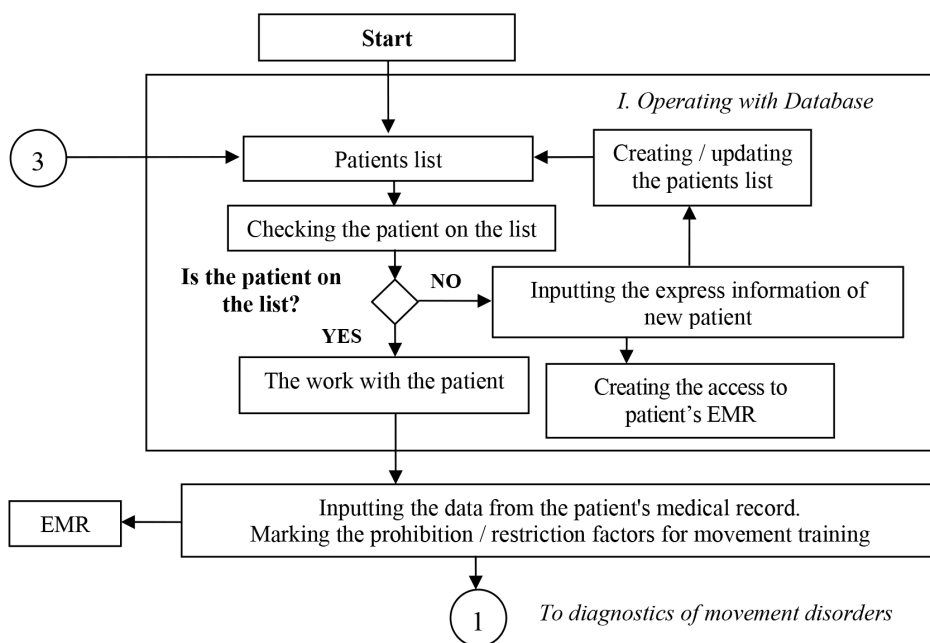 Start
I. Operating with Database
3
Patients list
Creating / updating
the patients list
Checking the patient on the list
Is the patient on
the list?
NO
Inputting the express information of
new patient
YES
The work with the patient
Creating the access to
patient’s EMR
EMR
Inputting the data from the patient's medical record.
Marking the prohibition / restriction factors for movement training
1
To diagnostics of movement disorders